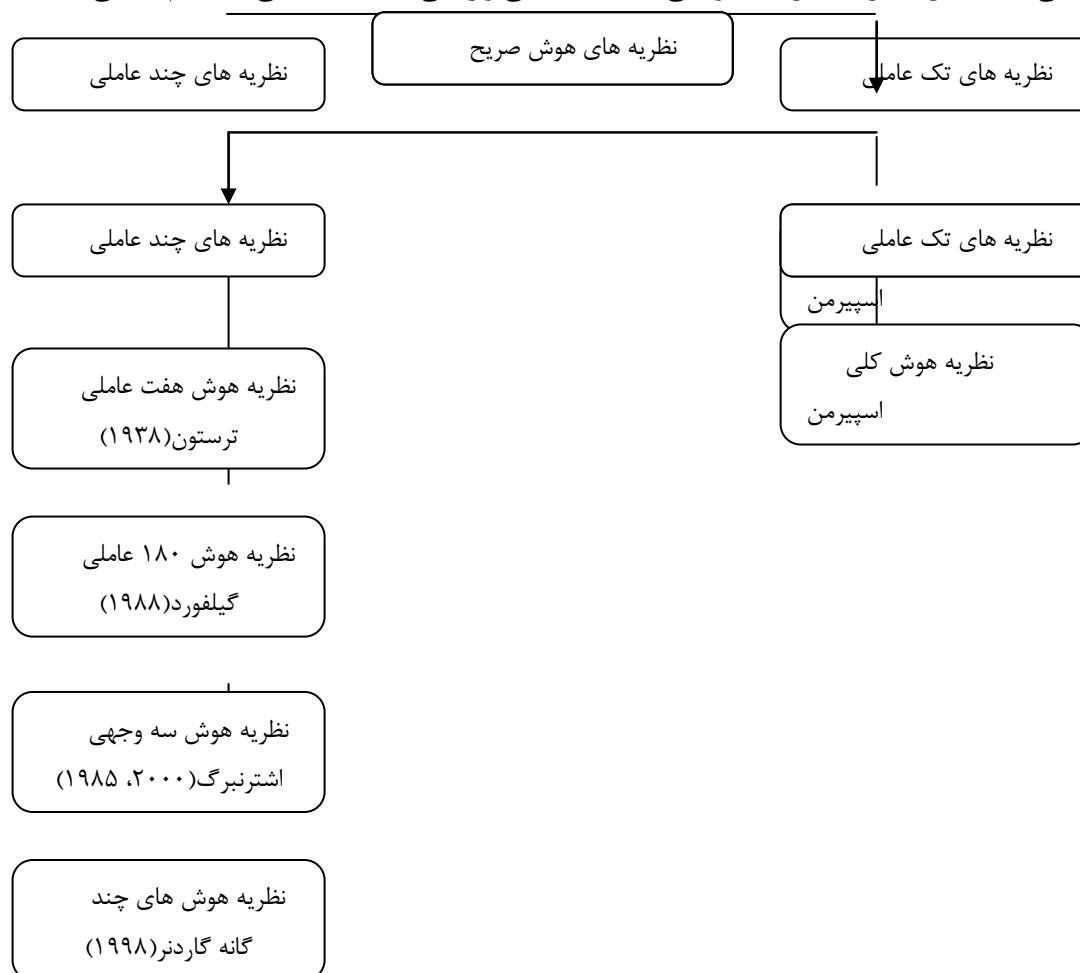 نظریه های هوش صریح
نظریه های تک عاملی
نظریه های چند عاملی
نظریه های تک عاملی
نظریه های چند عاملی
اسپیرمن
نظریه هوش کلی
اسپیرمن
نظریه هوش هفت عاملی
ترستون(۱۹۳۸)
نظریه هوش ۱۸۰ عاملی
گیلفورد(۱۹۸۸)
نظریه هوش سه وجهی
اشترنبرگ(۲۰۰۰، ۱۹۸۵)
نظریه هوش های چند
گانه گاردنر(۱۹۹۸)